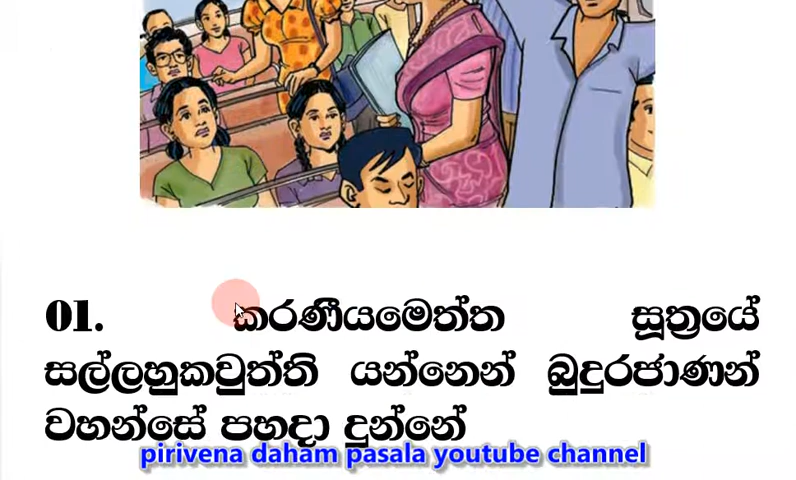 01. කරණීයමෙත්ත සූත්‍රයේ
සල්ලහුකවුත්ති යන්නෙන් බුදුරජාණන්
වහන්සේ පහදා දුන්නේ
pirivena daham pasala youtube channel